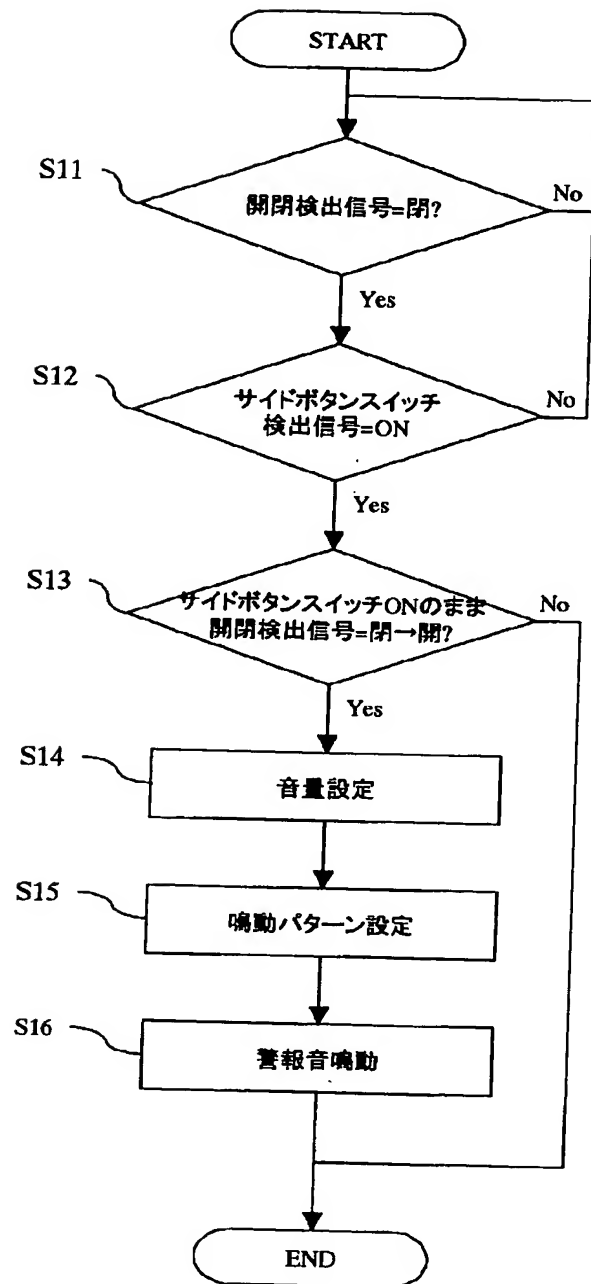 START
S11
開閉検出信号=閉?
No
Yes
S12
サイドボタンスイッチ
検出信号=ON
No
Yes
S13
サイドボタンスイッチONのまま
開閉検出信号=閉→開?
No
Yes
S14
音量設定
S15
鳴動パターン設定
S16
警報音鳴動
END